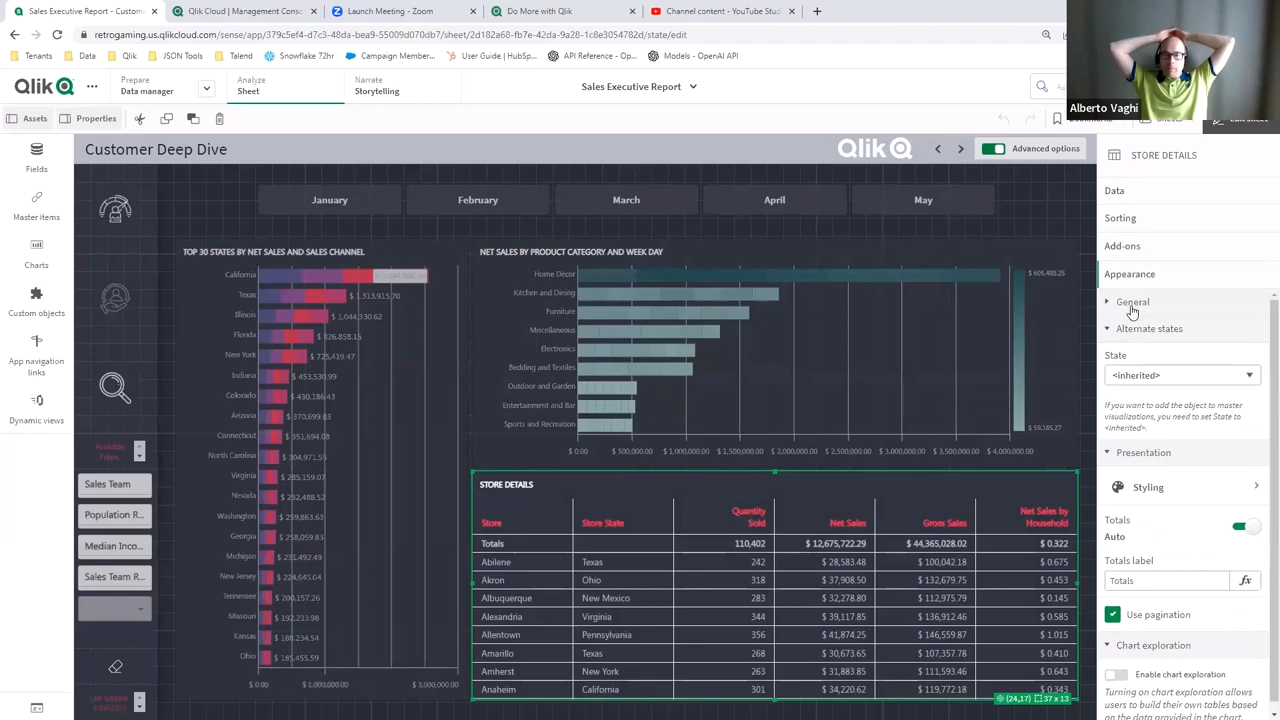 Sales Executive Report - Custome
Qlik Cloud | Management Cons
Launch Meeting - Zoom
Do More with Qlik
Channel content - YouTube Stu
retrogaming.us.qlikcloud.com/sense/app/379c5ef4-d7c3-48da-bea9-55009d070db7/sheet/2d182a68-fb7e-42da-9a28-1c8e3054782d/state/edit
Tenants
Data
Qlik
JSON Tools
Talend
Snowflake 72hr
Campaign Member...
User Guide | HubSp...
API Reference - Op...
Models - OpenAI API
Alberto Vaghi
Qlik
Prepare
Data manager
Analyze
Sheet
Narrate
Storytelling
Sales Executive Report
Assets
Properties
Customer Deep Dive
Qlik
Advanced options
Fields
Master items
Charts
Custom objects
App navigation
links
Dynamic views
January
February
March
April
May
TOP 30 STATES BY NET SALES AND SALES CHANNEL
California
Texas $ 1,313,915.70
Illinois $ 1,044,330.62
Florida $ 826,858.15
New York $ 725,419.47
Indiana $ 453,530.99
Colorado $ 430,186.43
Arizona $ 370,699.83
Connecticut $ 351,694.08
North Carolina $ 304,971.55
Virginia $ 285,159.07
Nevada $ 282,488.52
Washington $ 259,863.63
Georgia $ 258,061.13
Michigan $ 231,492.49
New Jersey $ 224,645.04
Tennessee $ 200,157.26
Missouri $ 192,233.98
Kansas $ 188,234.54
Ohio $ 185,455.59
$ 0.00 $ 1,000,000.00 $ 3,000,000.00
Available
Filters
Sales Team
Population R...
Median Inco...
Sales Team R...
Last Upgrade
NET SALES BY PRODUCT CATEGORY AND WEEK DAY
Home Décor
Kitchen and Dining
Furniture
Miscellaneous
Electronics
Bedding and Textiles
Outdoor and Garden
Entertainment and Bar
Sports and Recreation
$ 0.00 $ 500,000.00 $ 1,000,000.00 $ 1,500,000.00 $ 2,000,000.00 $ 2,500,000.00 $ 3,000,000.00 $ 3,500,000.00 $ 4,000,000.00
$ 605,488.25
$ 59,185.27
STORE DETAILS
Store Store State Quantity Sold Net Sales Gross Sales Net Sales by Household
Totals 110,402 $ 12,675,722.29 $ 44,365,028.02 $ 0.322
Abilene Texas 242 $ 28,583.48 $ 100,042.18 $ 0.675
Akron Ohio 318 $ 37,908.50 $ 132,679.75 $ 0.453
Albuquerque New Mexico 283 $ 32,278.80 $ 112,975.79 $ 0.145
Alexandria Virginia 344 $ 39,117.85 $ 136,912.46 $ 0.585
Allentown Pennsylvania 356 $ 41,874.25 $ 146,559.87 $ 1.015
Amarillo Texas 268 $ 30,673.65 $ 107,357.78 $ 0.410
Amherst New York 263 $ 31,883.85 $ 111,593.46 $ 0.643
Anaheim California 301 $ 34,220.62 $ 119,772.18 $ 0.343
(24,17) 37 x 13
STORE DETAILS
Data
Sorting
Add-ons
Appearance
General
Alternate states
State
<inherited>
If you want to add the object to master
visualizations, you need to set State to
<inherited>.
Presentation
Styling
Totals
Auto
Totals label
Totals
fx
Use pagination
Chart exploration
Enable chart exploration
Turning on chart exploration allows
users to build their own tables based
on the data provided in the chart.